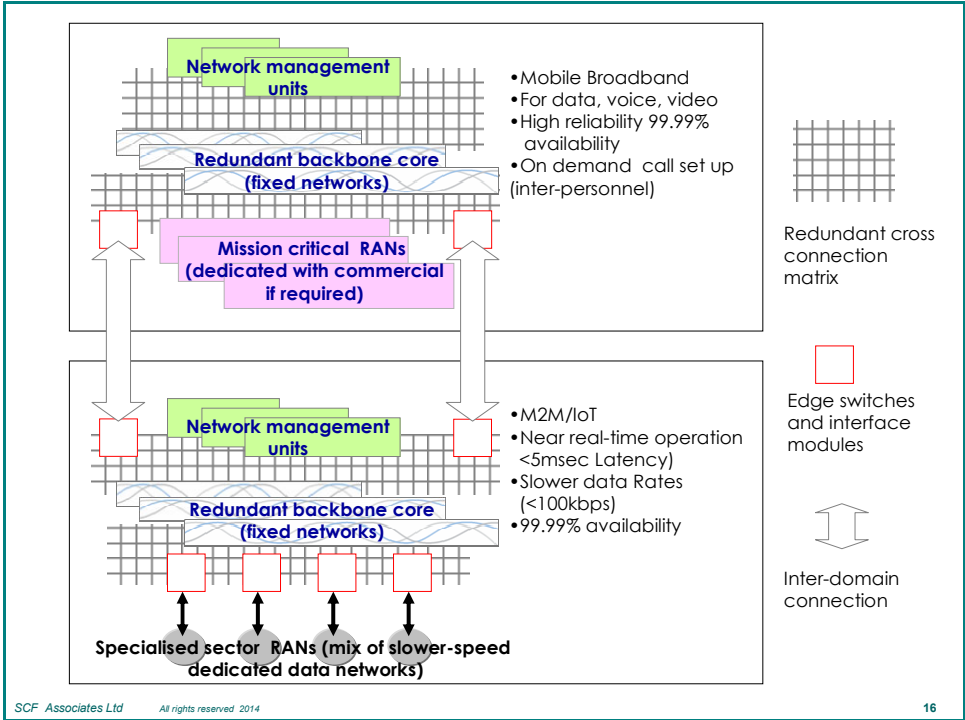 Network management
units
Redundant backbone core
(fixed networks)
Mission critical RANs
(dedicated with commercial
if required)
•Mobile Broadband
•For data, voice, video
•High reliability 99.99%
availability
•On demand call set up
(inter-personnel)
Redundant cross
connection
matrix
Edge switches
and interface
modules
Inter-domain
connection
Network management
units
Redundant backbone core
(fixed networks)
•M2M/IoT
•Near real-time operation
<5msec Latency)
•Slower data Rates
(<100kbps)
•99.99% availability
Specialised sector RANs (mix of slower-speed
dedicated data networks)
SCF Associates Ltd All rights reserved 2014 16